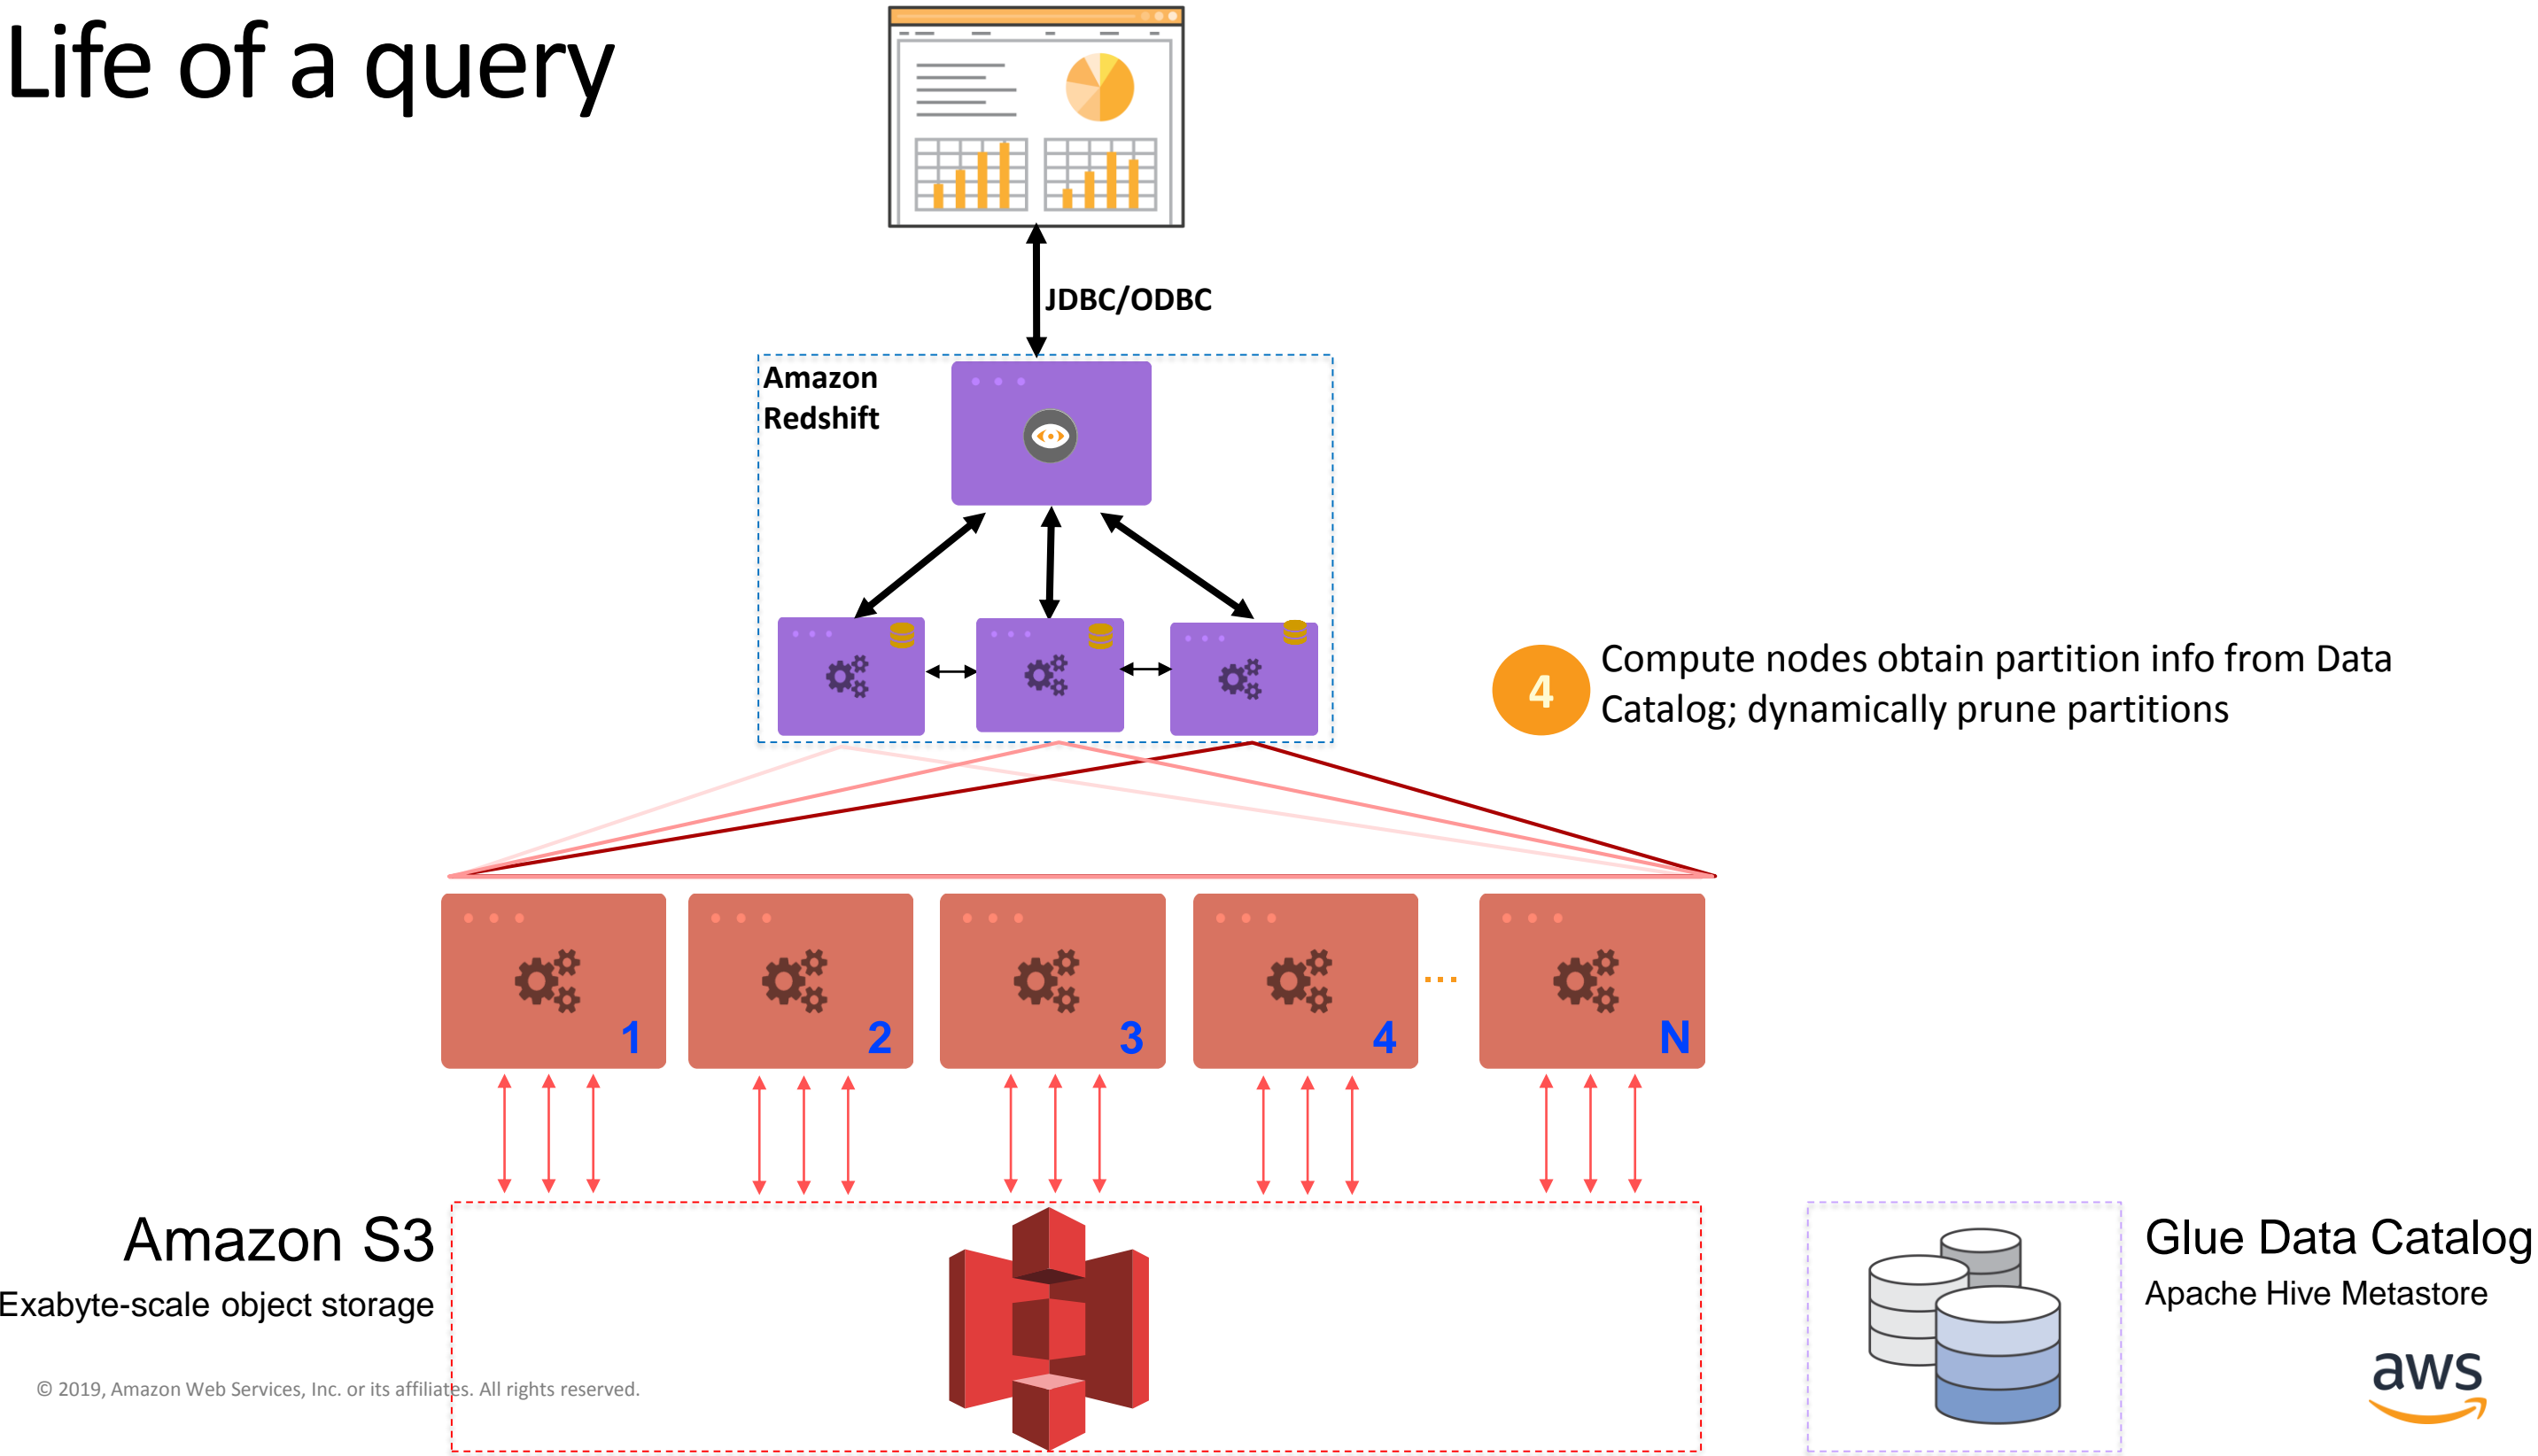 Life of a query
JDBC/ODBC
Amazon
Redshift
4
Compute nodes obtain partition info from Data
Catalog; dynamically prune partitions
1
2
3
4
...
N
Amazon S3
Exabyte-scale object storage
Glue Data Catalog
Apache Hive Metastore
© 2019, Amazon Web Services, Inc. or its affiliates. All rights reserved.
aws